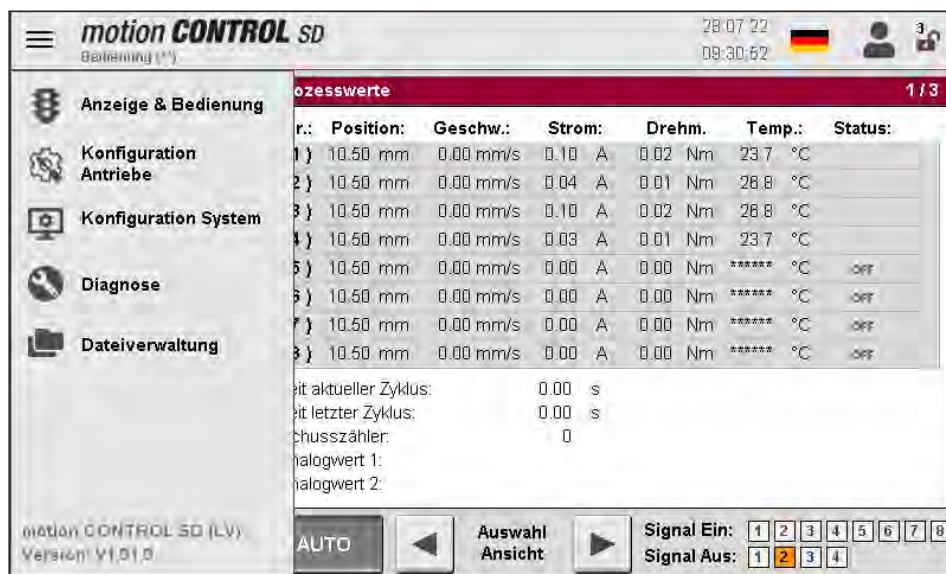 motion CONTROL SD
Bedienung (**)
28.07.22
09:30:52
3
Anzeige & Bedienung
Konfiguration
Antriebe
Konfiguration System
Diagnose
Dateiverwaltung
motion CONTROL SD (LV)
Version: V1.01.0
ozesswerte 1 / 3
r.: Position: Geschw.: Strom: Drehm. Temp.: Status:
1 ) 10.50 mm 0.00 mm/s 0.10 A 0.02 Nm 23.7 °C
2 ) 10.50 mm 0.00 mm/s 0.04 A 0.01 Nm 26.8 °C
3 ) 10.50 mm 0.00 mm/s 0.10 A 0.02 Nm 26.8 °C
4 ) 10.50 mm 0.00 mm/s 0.03 A 0.01 Nm 23.7 °C
5 ) 10.50 mm 0.00 mm/s 0.00 A 0.00 Nm ****** °C OFF
6 ) 10.50 mm 0.00 mm/s 0.00 A 0.00 Nm ****** °C OFF
7 ) 10.50 mm 0.00 mm/s 0.00 A 0.00 Nm ****** °C OFF
8 ) 10.50 mm 0.00 mm/s 0.00 A 0.00 Nm ****** °C OFF
eit aktueller Zyklus: 0.00 s
eit letzter Zyklus: 0.00 s
chusszähler: 0
nalogwert 1:
nalogwert 2:
AUTO
Auswahl
Ansicht
Signal Ein: 1 2 3 4 5 6 7 8
Signal Aus: 1 2 3 4